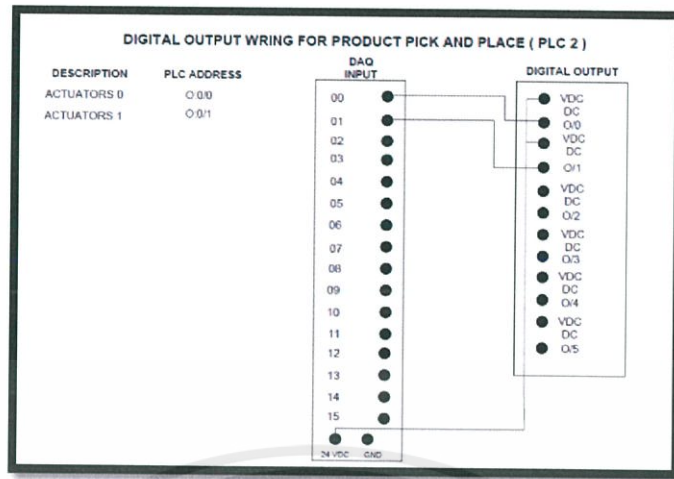 DIGITAL OUTPUT WRING FOR PRODUCT PICK AND PLACE ( PLC 2 )
DESCRIPTION PLC ADDRESS
ACTUATORS 0 O:0/0
ACTUATORS 1 O:0/1
DAQ
INPUT
00
01
02
03
04
05
06
07
08
09
10
11
12
13
14
15
24 VDC GND
DIGITAL OUTPUT
VDC
DC
O/0
VDC
DC
O/1
VDC
DC
O/2
VDC
DC
O/3
VDC
DC
O/4
VDC
DC
O/5